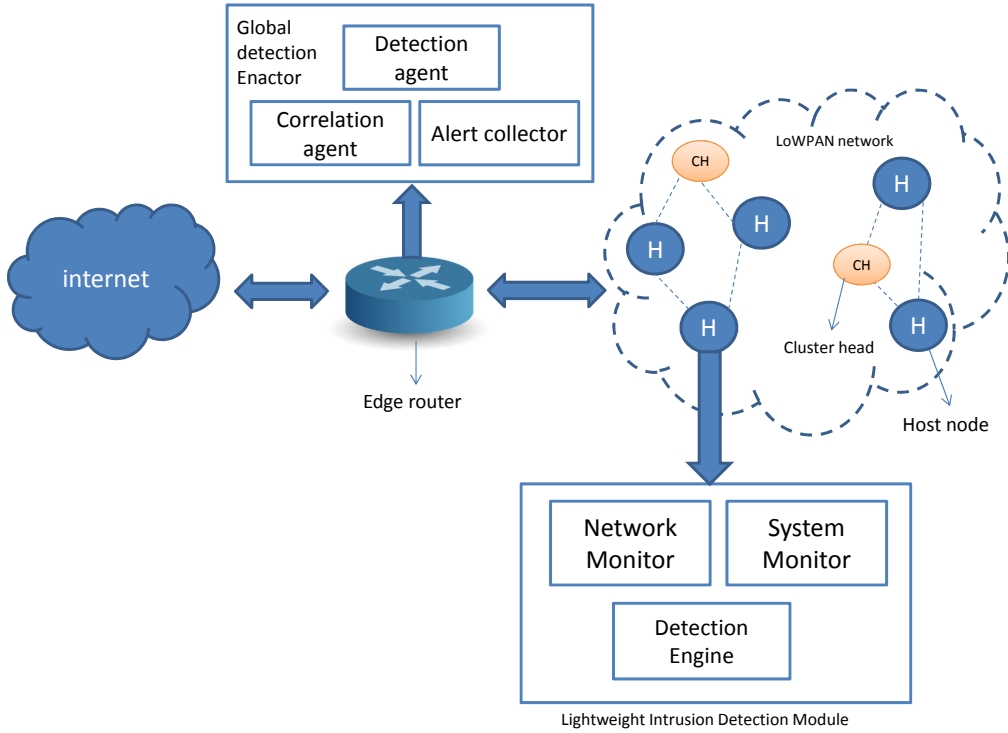 Global
detection
Enactor
Detection
agent
Correlation
agent
Alert collector
LoWPAN network
CH
H
H
H
internet
H
CH
H
Cluster head
Edge router
Host node
Network
Monitor
System
Monitor
Detection
Engine
Lightweight Intrusion Detection Module